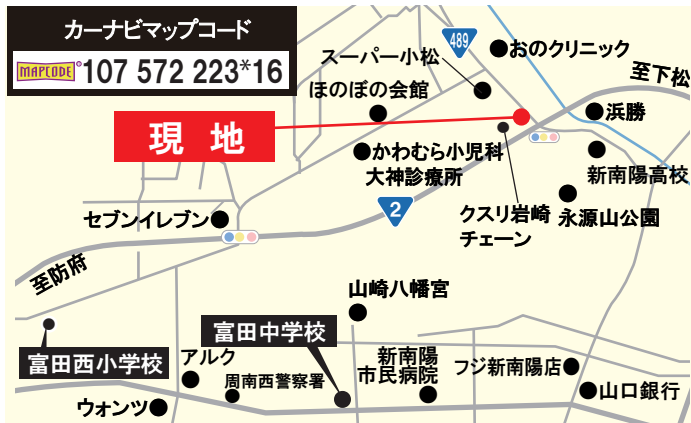 カーナビマップコード
MAPCODE®107 572 223*16
489
おのクリニック
スーパー小松
至下松
ほのぼの会館
浜勝
現 地
かわむら小児科
大神診療所
新南陽高校
2
クスリ岩崎
チェーン
永源山公園
セブンイレブン
至防府
山崎八幡宮
富田中学校
富田西小学校
アルク
周南西警察署
新南陽
市民病院
フジ新南陽店
ウォンツ
山口銀行